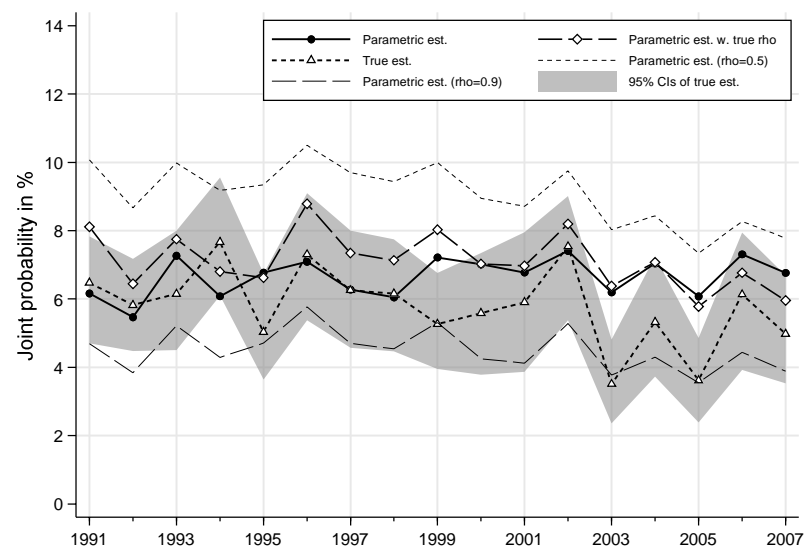 Parametric est.
True est.
Parametric est. (rho=0.9)
Parametric est. w. true rho
Parametric est. (rho=0.5)
95% CIs of true est.
Joint probability in %
14
12
10
8
6
4
2
0
1991 1993 1995 1997 1999 2001 2003 2005 2007